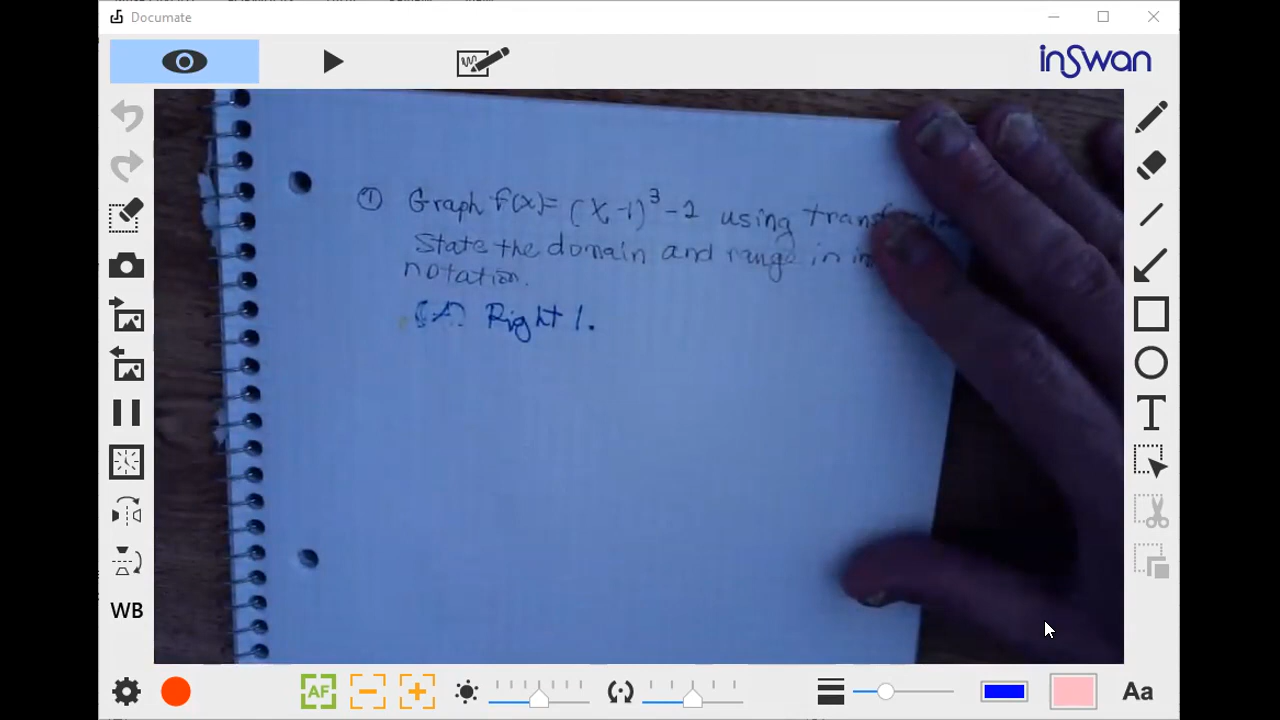 Documate
inSwan
① Graph f(x)= (x-1)³-2 using
State the domain and range in
notation.
(A) Right 1.
WB
AF
T
Aa